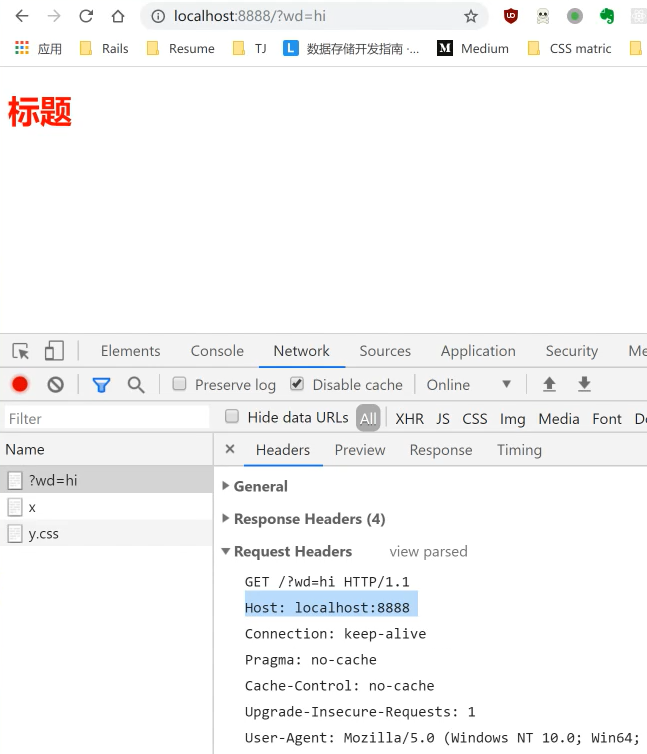 localhost:8888/?wd=hi
应用 Rails Resume TJ L 数据存储开发指南 ·... M Medium CSS matric
标题
Elements Console Network Sources Application Security Me
Preserve log Disable cache Online
Filter Hide data URLs All XHR JS CSS Img Media Font Do
Name × Headers Preview Response Timing
?wd=hi
x
y.css
General
Response Headers (4)
Request Headers view parsed
GET /?wd=hi HTTP/1.1
Host: localhost:8888
Connection: keep-alive
Pragma: no-cache
Cache-Control: no-cache
Upgrade-Insecure-Requests: 1
User-Agent: Mozilla/5.0 (Windows NT 10.0; Win64;